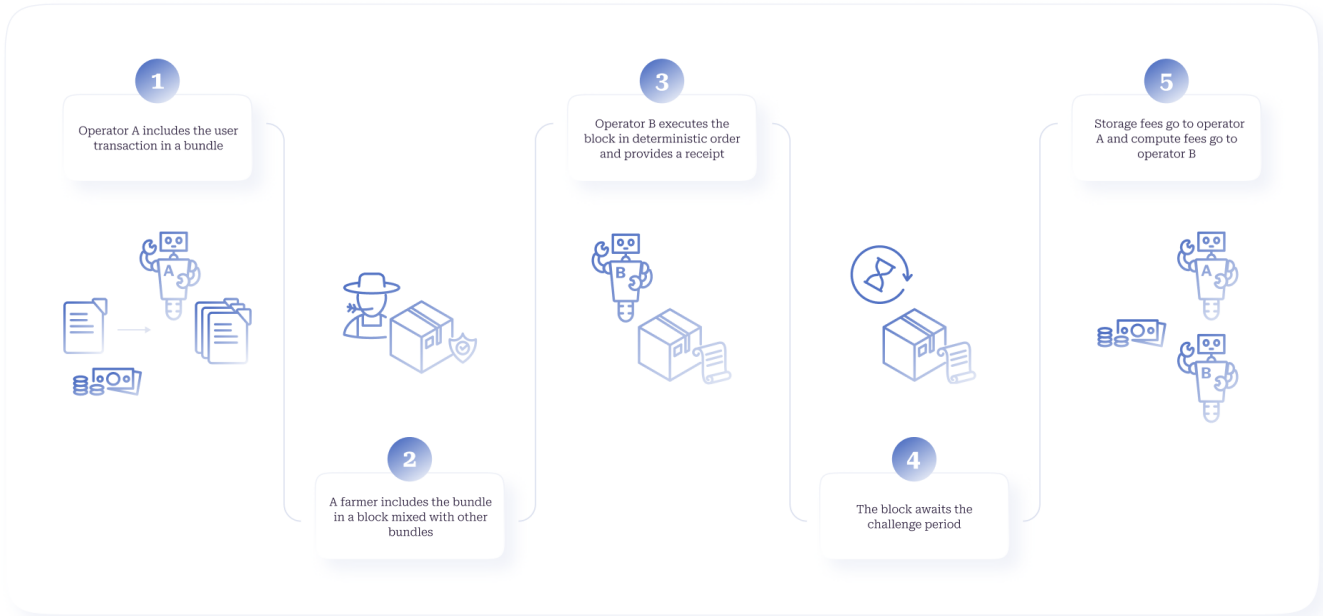 1
Operator A includes the user
transaction in a bundle
A
2
A farmer includes the bundle
in a block mixed with other
bundles
3
Operator B executes the
block in deterministic order
and provides a receipt
B
4
The block awaits the
challenge period
5
Storage fees go to operator
A and compute fees go to
operator B
A
B